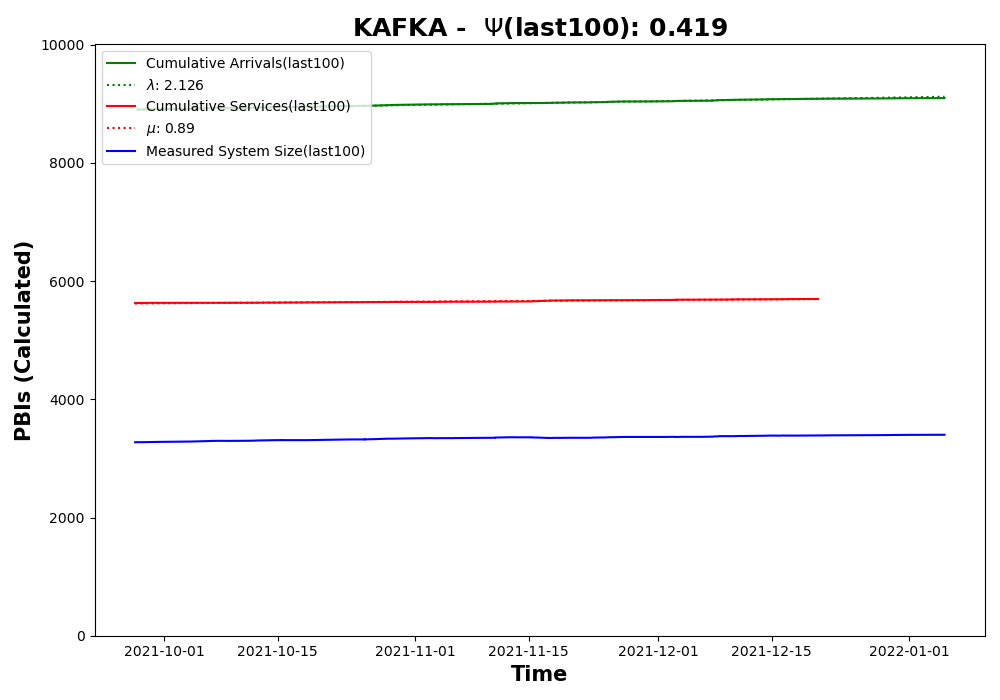 KAFKA - Ψ(last100): 0.419
Cumulative Arrivals(last100)
λ: 2.126
Cumulative Services(last100)
μ: 0.89
Measured System Size(last100)
PBIs (Calculated)
10000
8000
6000
4000
2000
0
2021-10-01 2021-10-15 2021-11-01 2021-11-15 2021-12-01 2021-12-15 2022-01-01
Time